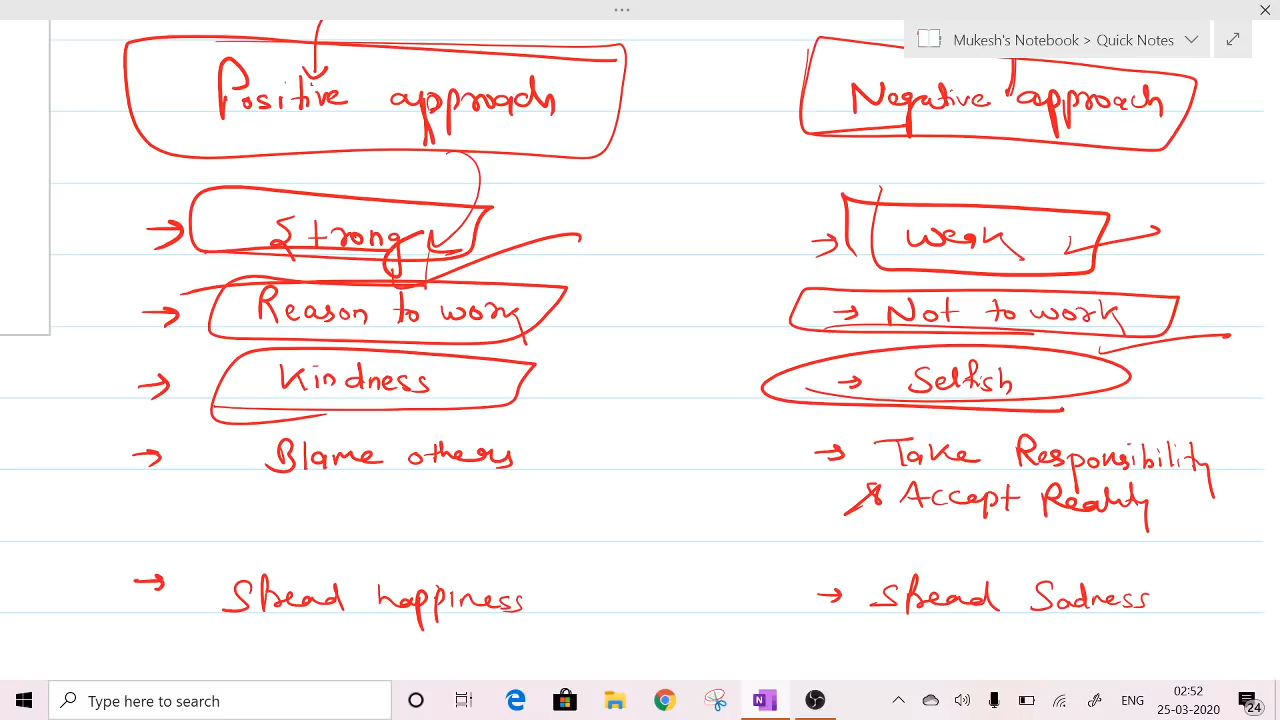 Mukesh's Notebook > Quick Notes
Positive approach
Negative approach
→ Strong
→ Weak
→ Reason to work
→ Not to work
→ Kindness
→ Selfish
→ Blame others
→ Take Responsibility
& Accept Reality
→ Spread happiness
→ Spread Sadness
Type here to search
ENG
02:52
25-03-2020
24